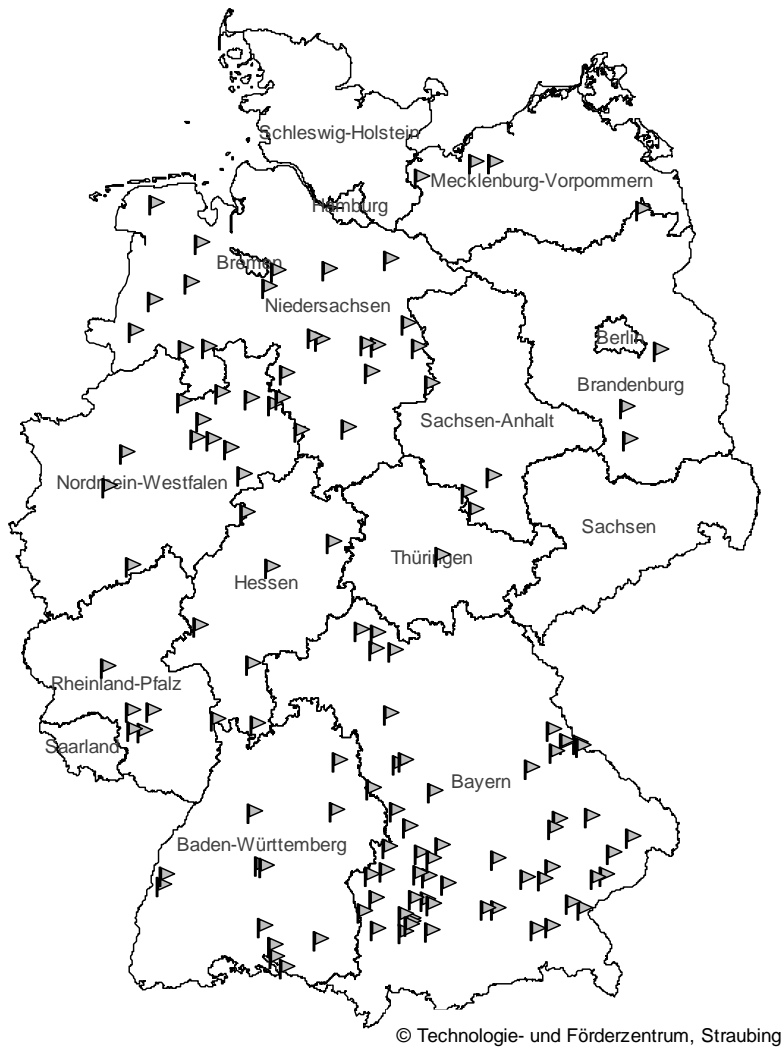 Schleswig-Holstein
Mecklenburg-Vorpommern
Hamburg
Bremen
Niedersachsen
Berlin
Brandenburg
Sachsen-Anhalt
Nordrhein-Westfalen
Sachsen
Thüringen
Hessen
Rheinland-Pfalz
Saarland
Bayern
Baden-Württemberg
© Technologie- und Förderzentrum, Straubing